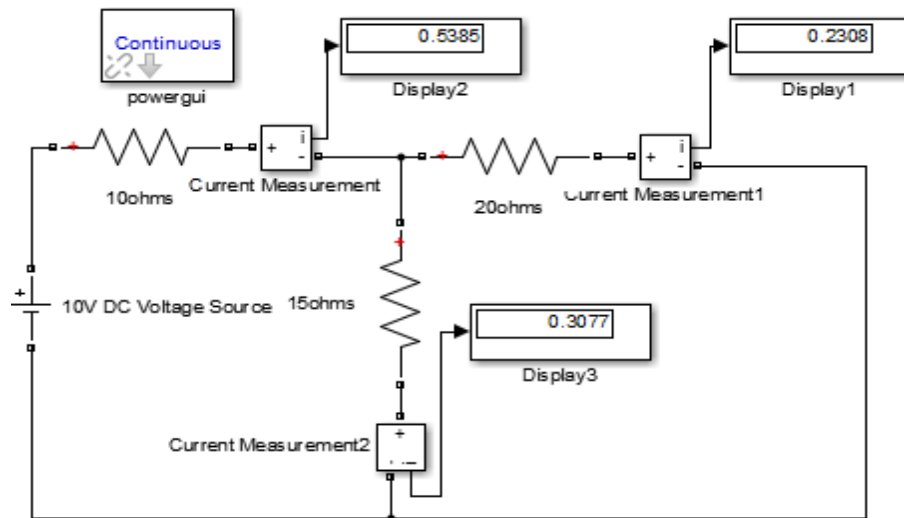 Continuous
powergui
0.5385
Display2
0.2308
Display1
+
i
-
+
i
-
Current Measurement
Current Measurement1
10ohms
20ohms
+
10V DC Voltage Source
15ohms
0.3077
Display3
Current Measurement2
+